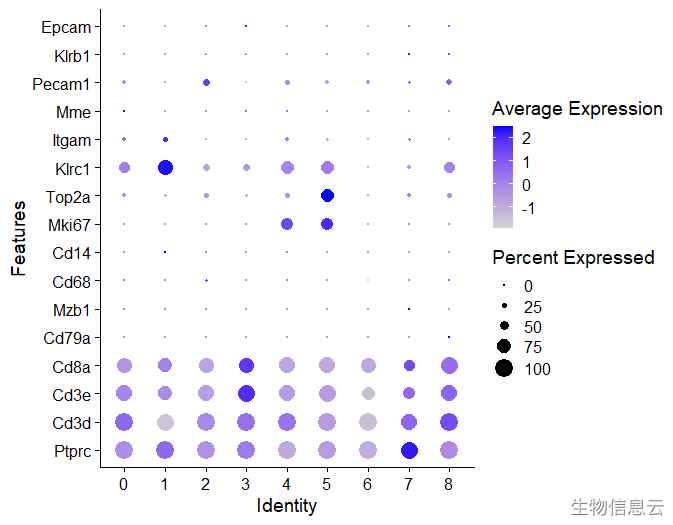 Epcam
Klrb1
Pecam1
Mme
Itgam
Klrc1
Top2a
Mki67
Cd14
Cd68
Mzb1
Cd79a
Cd8a
Cd3e
Cd3d
Ptprc
Features
0 1 2 3 4 5 6 7 8
Identity
Average Expression
2
1
0
-1
Percent Expressed
0
25
50
75
100
生物信息云